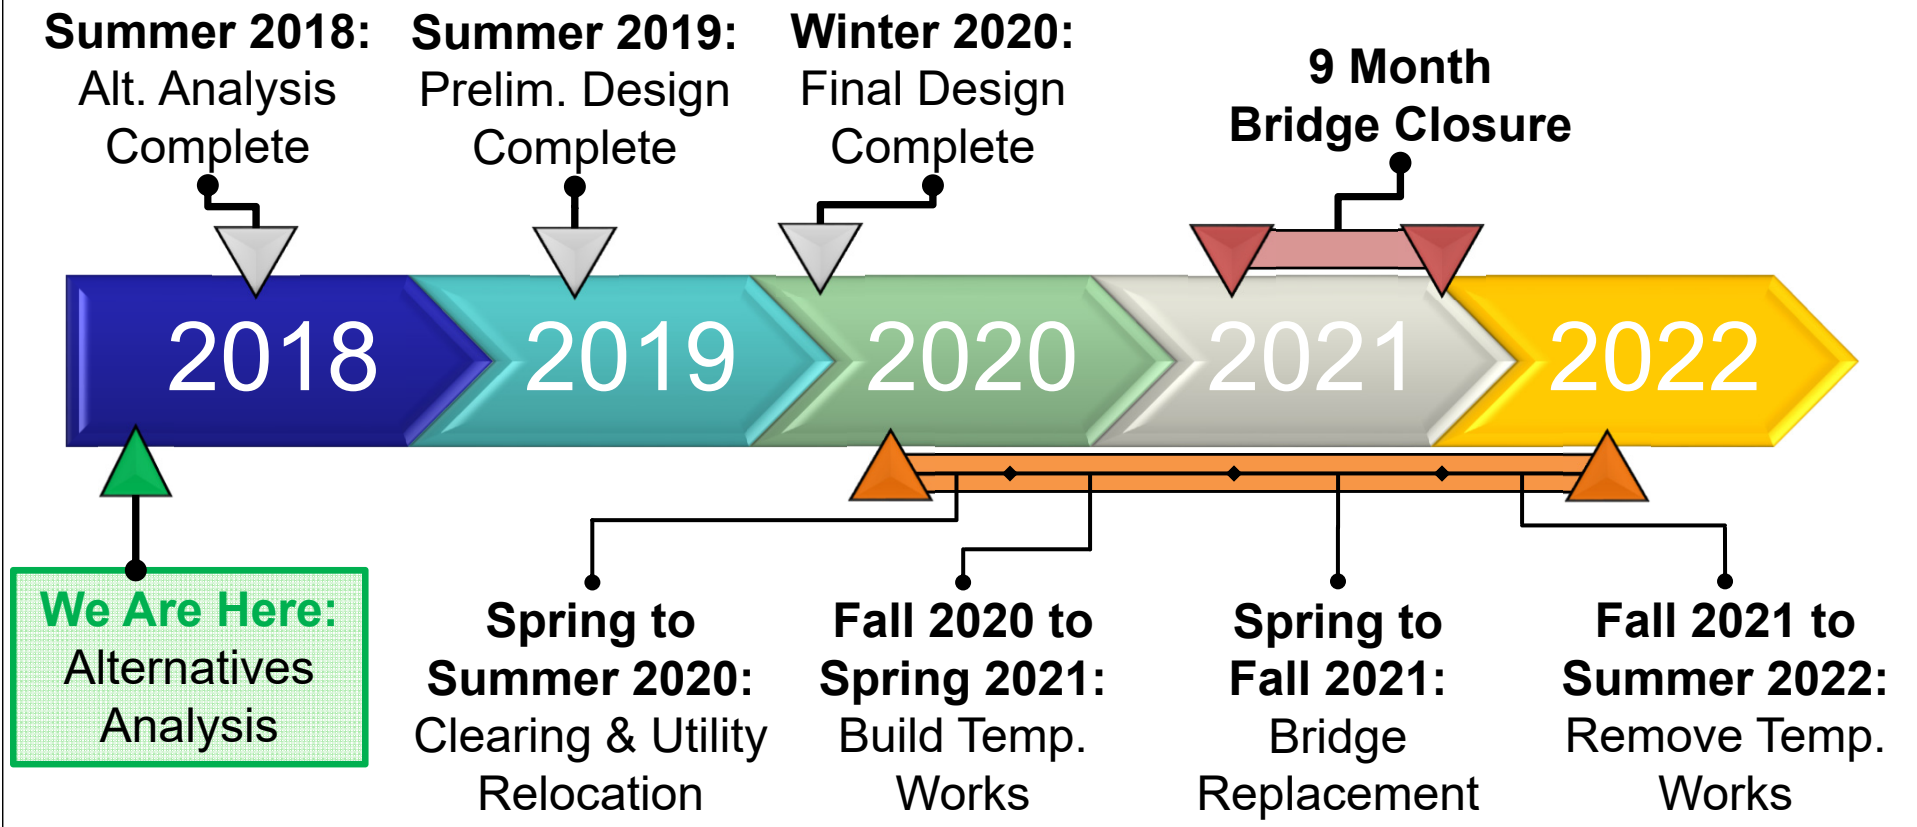 Summer 2018:
Alt. Analysis
Complete
Summer 2019:
Prelim. Design
Complete
Winter 2020:
Final Design
Complete
9 Month
Bridge Closure
2018
2019
2020
2021
2022
We Are Here:
Alternatives
Analysis
Spring to
Summer 2020:
Clearing & Utility
Relocation
Fall 2020 to
Spring 2021:
Build Temp.
Works
Spring to
Fall 2021:
Bridge
Replacement
Fall 2021 to
Summer 2022:
Remove Temp.
Works